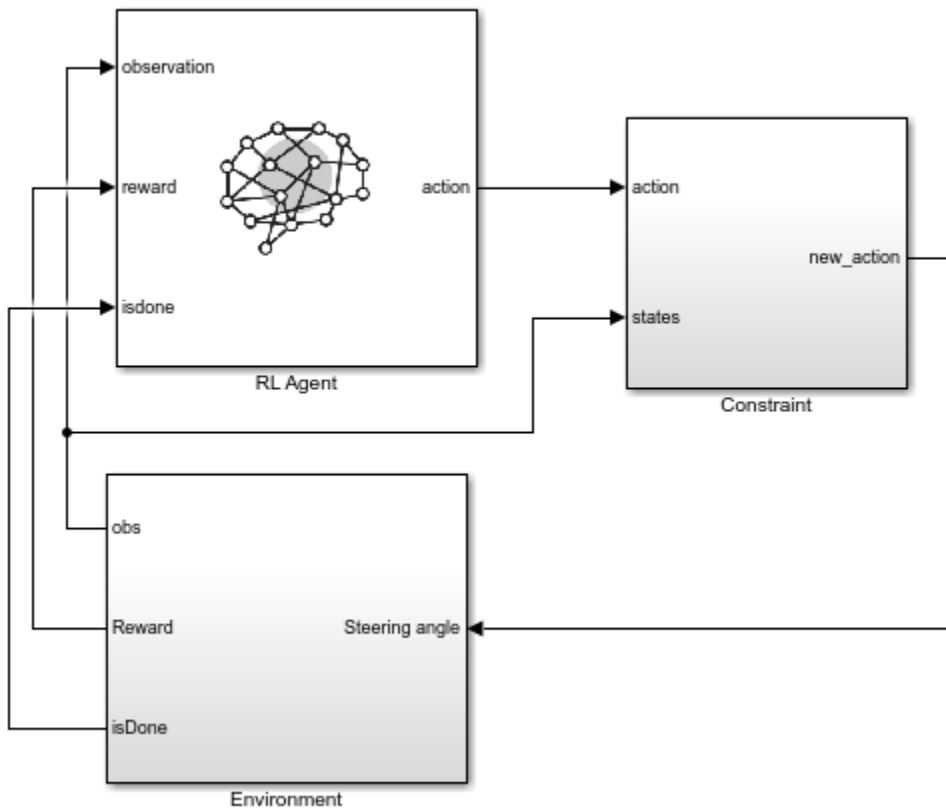 observation
reward
action
isdone
RL Agent
action
new_action
states
Constraint
obs
Reward
Steering angle
isDone
Environment